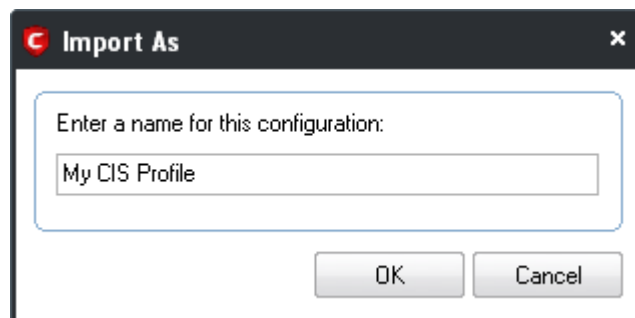 Import As
Enter a name for this configuration:
My CIS Profile
OK
Cancel